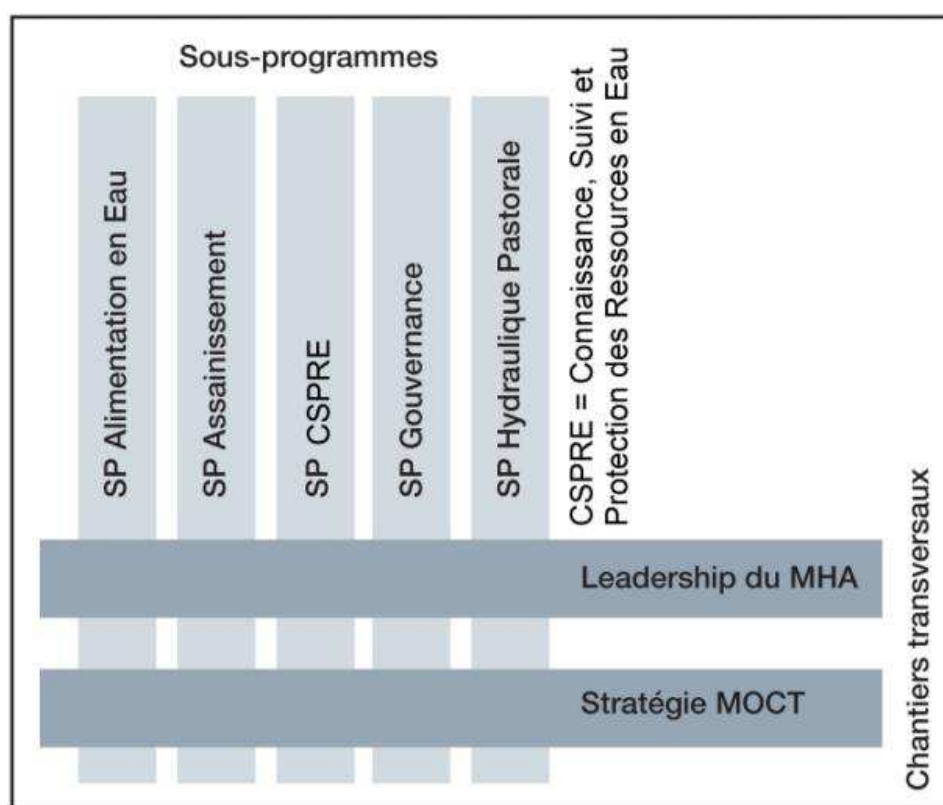 Sous-programmes
SP Alimentation en Eau
SP Assainissement
SP CSPRE
SP Gouvernance
SP Hydraulique Pastorale
CSPRE = Connaissance, Suivi et
Protection des Ressources en Eau
Leadership du MHA
Stratégie MOCT
Chantiers transversaux